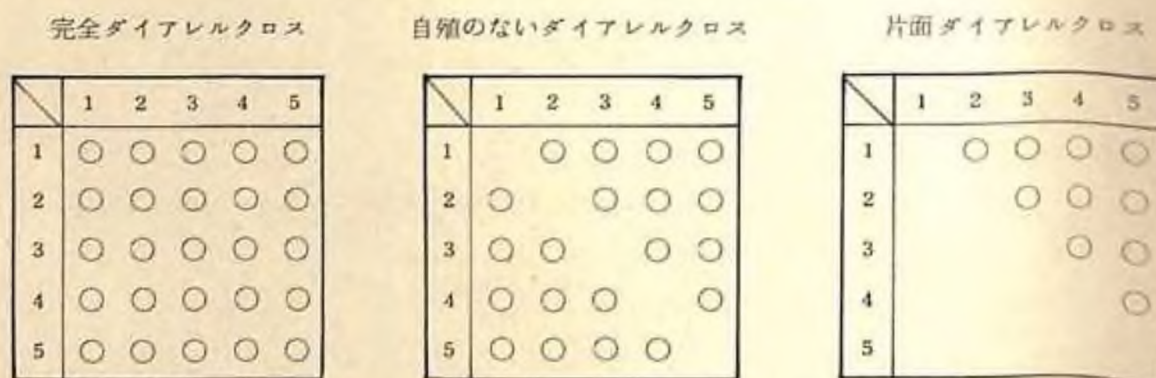 完全ダイアレルクロス
自殖のないダイアレルクロス
片面ダイアレルクロス
1 2 3 4 5
1 ○ ○ ○ ○ ○
2 ○ ○ ○ ○ ○
3 ○ ○ ○ ○ ○
4 ○ ○ ○ ○ ○
5 ○ ○ ○ ○ ○
1 2 3 4 5
1 ○ ○ ○ ○
2 ○ ○ ○ ○
3 ○ ○ ○ ○
4 ○ ○ ○ ○
5 ○ ○ ○ ○
1 2 3 4 5
1 ○ ○ ○ ○
2 ○ ○ ○
3 ○ ○
4 ○
5